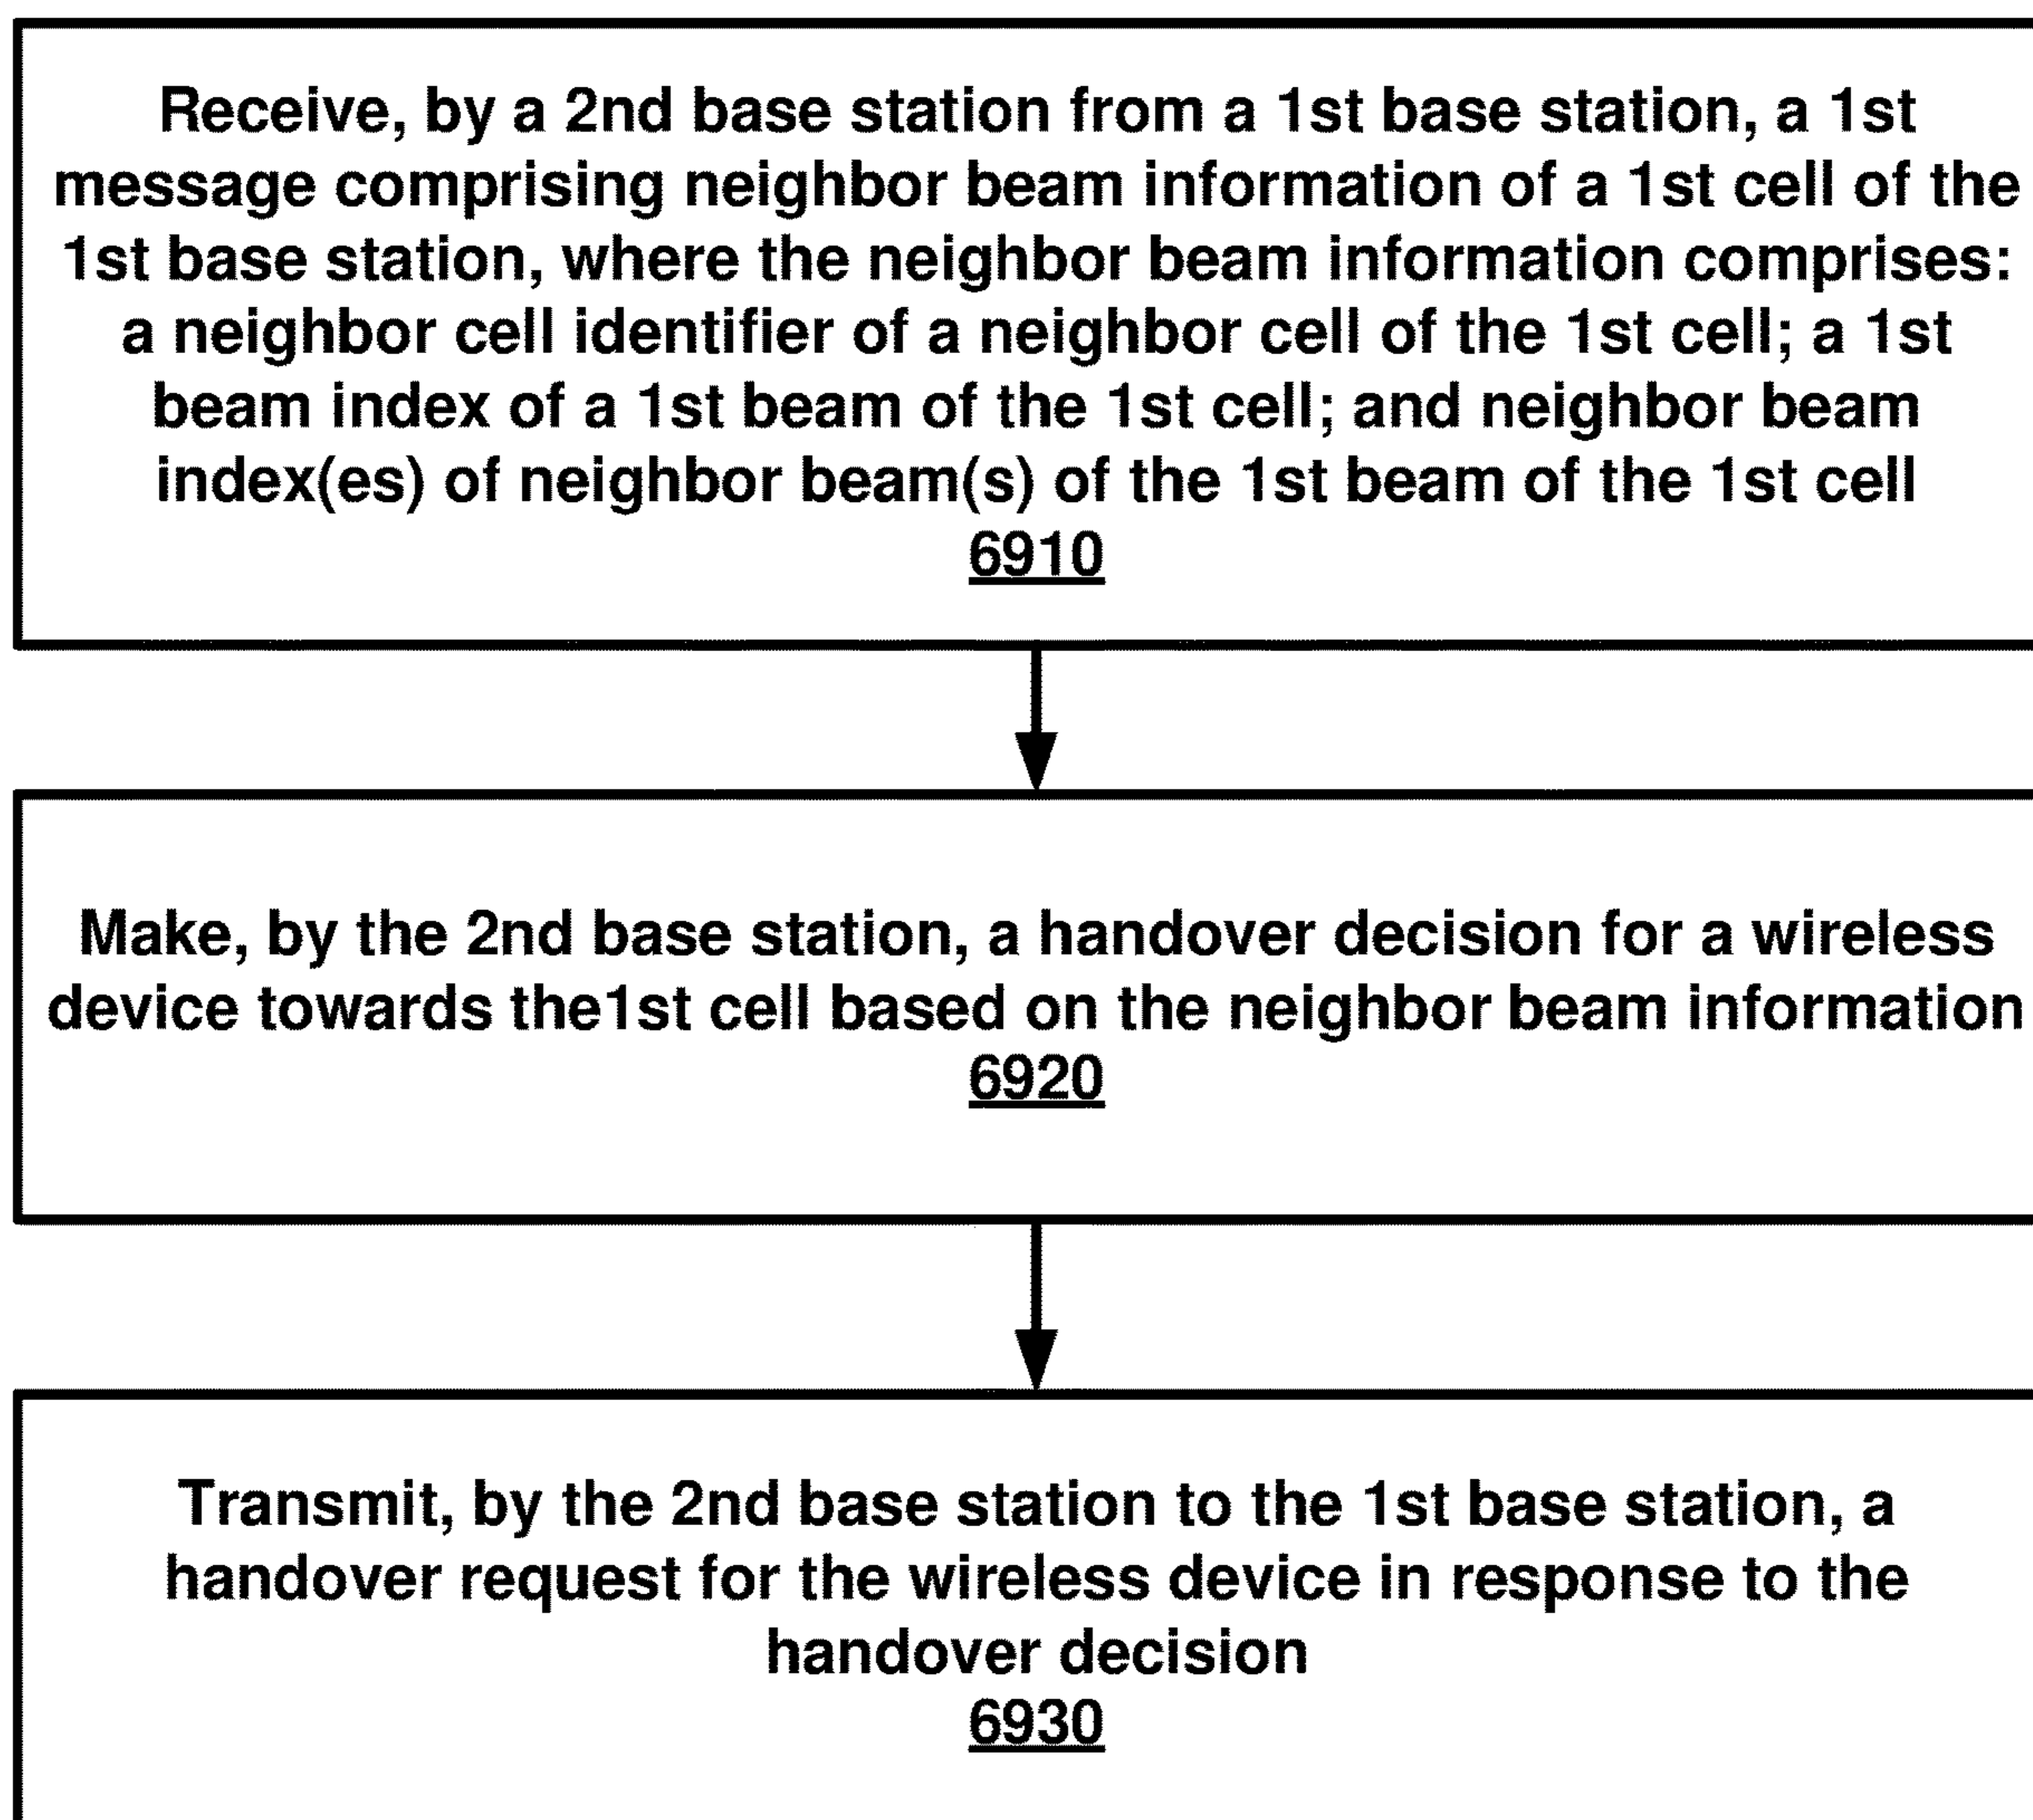 Receive, by a 2nd base station from a 1st base station, a 1st
message comprising neighbor beam information of a 1st cell of the
1st base station, where the neighbor beam information comprises:
a neighbor cell identifier of a neighbor cell of the 1st cell; a 1st
beam index of a 1st beam of the 1st cell; and neighbor beam
index(es) of neighbor beam(s) of the 1st beam of the 1st cell
6910
Make, by the 2nd base station, a handover decision for a wireless
device towards the1st cell based on the neighbor beam information
6920
Transmit, by the 2nd base station to the 1st base station, a
handover request for the wireless device in response to the
handover decision
6930